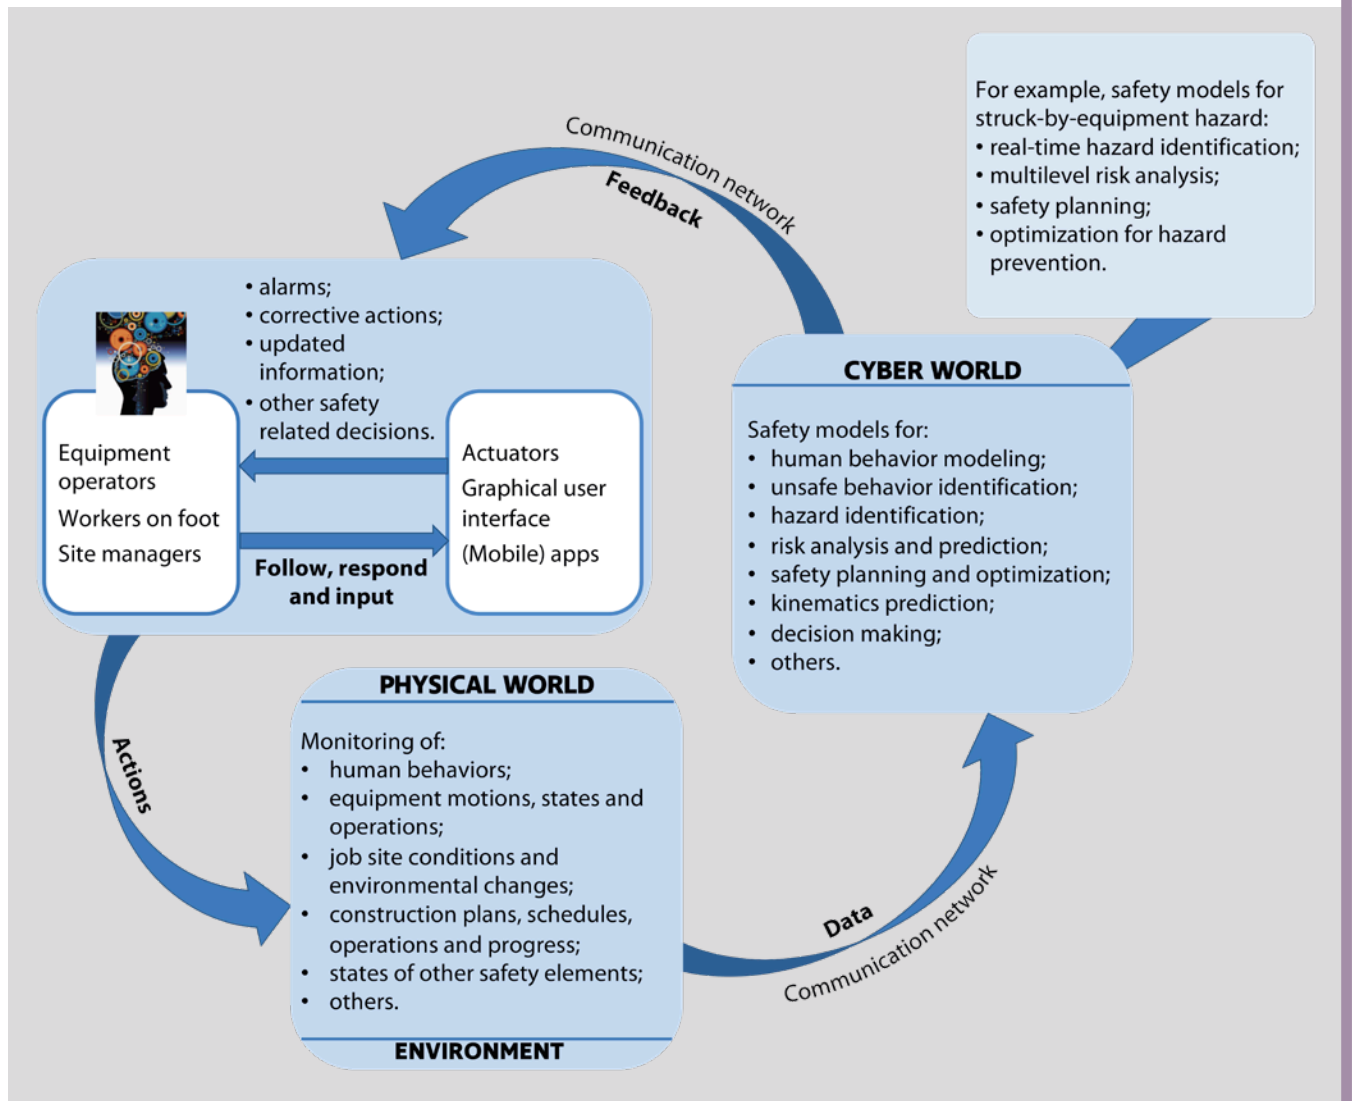 For example, safety models for
struck-by-equipment hazard:
• real-time hazard identification;
• multilevel risk analysis;
• safety planning;
• optimization for hazard
prevention.
Communication network
Feedback
• alarms;
• corrective actions;
• updated
information;
• other safety
related decisions.
Equipment
operators
Workers on foot
Site managers
Actuators
Graphical user
interface
(Mobile) apps
Follow, respond
and input
CYBER WORLD
Safety models for:
• human behavior modeling;
• unsafe behavior identification;
• hazard identification;
• risk analysis and prediction;
• safety planning and optimization;
• kinematics prediction;
• decision making;
• others.
Actions
PHYSICAL WORLD
Monitoring of:
• human behaviors;
• equipment motions, states and
operations;
• job site conditions and
environmental changes;
• construction plans, schedules,
operations and progress;
• states of other safety elements;
• others.
ENVIRONMENT
Data
Communication network